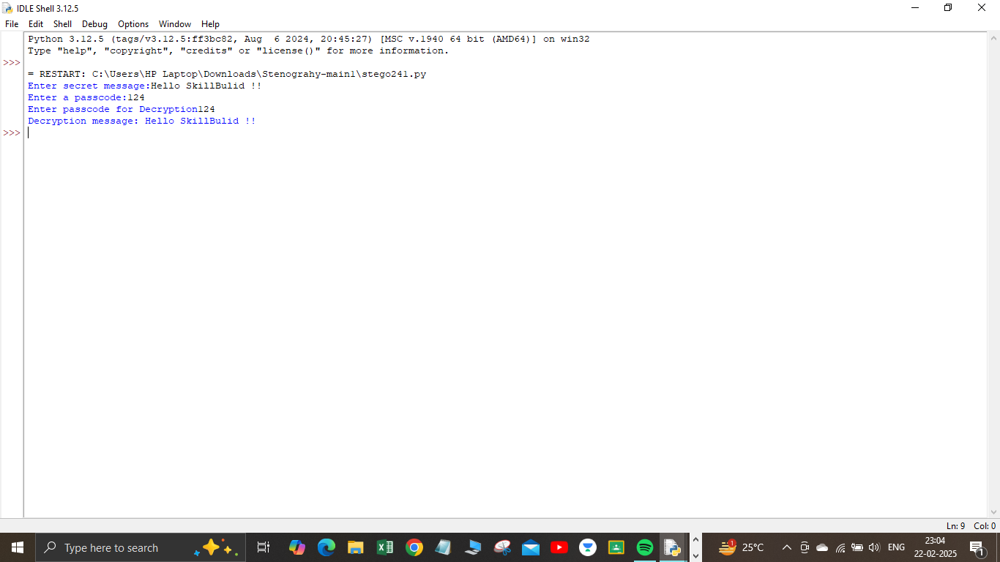 IDLE Shell 3.12.5
File Edit Shell Debug Options Window Help
Python 3.12.5 (tags/v3.12.5:ff3bc82, Aug  6 2024, 20:45:27) [MSC v.1940 64 bit (AMD64)] on win32
Type "help", "copyright", "credits" or "license()" for more information.
>>>
= RESTART: C:\Users\HP Laptop\Downloads\Stenograhy-main1\stego241.py
Enter secret message:Hello SkillBulid !!
Enter a passcode:124
Enter passcode for Decryption124
Decryption message: Hello SkillBulid !!
>>>
Ln: 9 Col: 0
Type here to search
1
25°C
ENG
23:04
22-02-2025
1